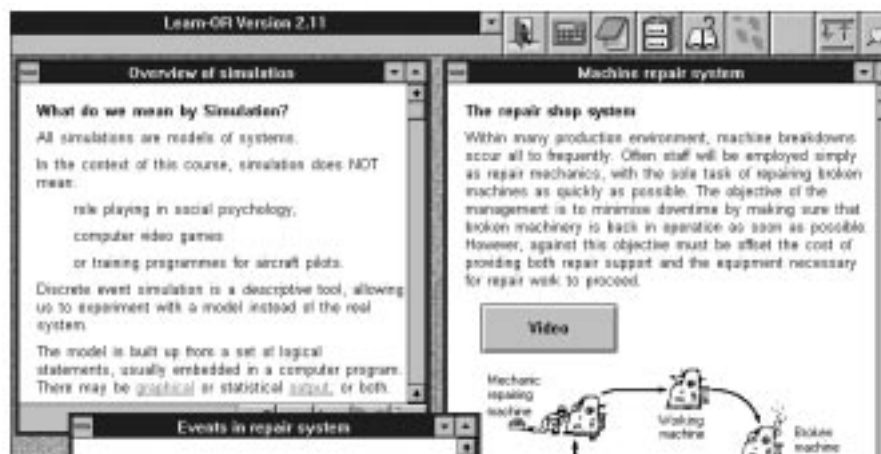 Learn-OR Version 2.11
Overview of simulation
What do we mean by Simulation?
All simulations are models of systems.
In the context of this course, simulation does NOT
mean:
role playing in social psychology,
computer video games
or training programmes for aircraft pilots.
Discrete event simulation is a descriptive tool, allowing
us to experiment with a model instead of the real
system.
The model is built up from a set of logical
statements, usually embedded in a computer program.
There may be graphical or statistical output, or both.
Events in repair system
Machine repair system
The repair shop system
Within many production environment, machine breakdowns
occur all to frequently. Often staff will be employed simply
as repair mechanics, with the sole task of repairing broken
machines as quickly as possible. The objective of the
management is to minimise downtime by making sure that
broken machinery is back in operation as soon as possible.
However, against this objective must be offset the cost of
providing both repair support and the equipment necessary
for repair work to proceed.
Video
Mechanic
repairing
machine
Working
machine
Broken
machine